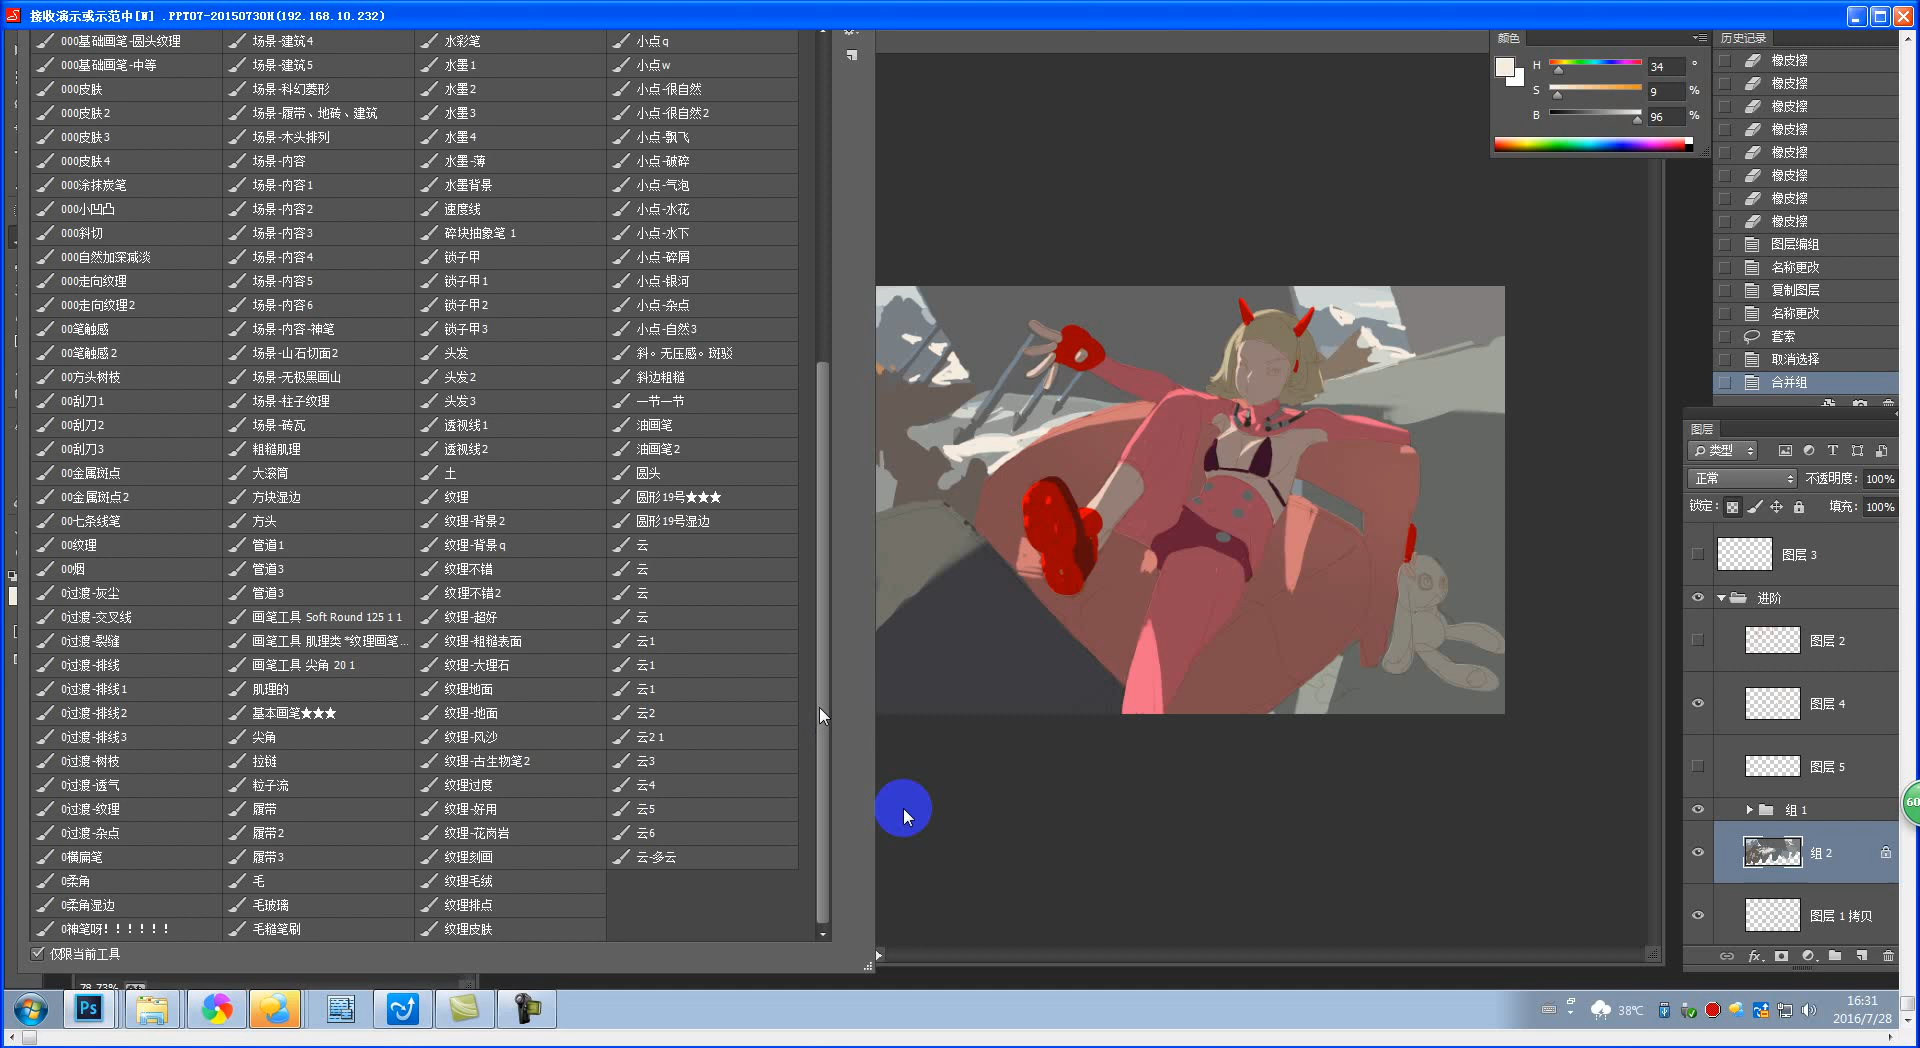 接收演示或示范中[W] .PPT07-20150730H(192.168.10.232)
000基础画笔-圆头纹理
000基础画笔-中等
000皮肤
000皮肤2
000皮肤3
000皮肤4
000涂抹炭笔
000小凹凸
000斜切
000自然加深减淡
000走向纹理
000走向纹理2
00笔触感
00笔触感2
00方头树枝
00刮刀1
00刮刀2
00刮刀3
00金属斑点
00金属斑点2
00七条线笔
00纹理
00烟
0过渡-灰尘
0过渡-交叉线
0过渡-裂缝
0过渡-排线
0过渡-排线1
0过渡-排线2
0过渡-排线3
0过渡-树枝
0过渡-透气
0过渡-纹理
0过渡-杂点
0横扁笔
0柔角
0柔角湿边
0神笔呀！！！！！！
场景-建筑4
场景-建筑5
场景-科幻菱形
场景-履带、地砖、建筑
场景-木头排列
场景-内容
场景-内容1
场景-内容2
场景-内容3
场景-内容4
场景-内容5
场景-内容6
场景-内容-神笔
场景-山石切面2
场景-无极黑画山
场景-柱子纹理
场景-砖瓦
粗糙肌理
大滚筒
方块湿边
方头
管道1
管道3
管道3
画笔工具 Soft Round 125 1 1
画笔工具 肌理类 *纹理画笔...
画笔工具 尖角 20 1
肌理的
基本画笔★★★
尖角
拉链
粒子流
履带
履带2
履带3
毛
毛玻璃
毛糙笔刷
水彩笔
水墨1
水墨2
水墨3
水墨4
水墨-薄
水墨背景
速度线
碎块抽象笔 1
锁子甲
锁子甲1
锁子甲2
锁子甲3
头发
头发2
头发3
透视线1
透视线2
土
纹理
纹理-背景2
纹理-背景q
纹理不错
纹理不错2
纹理-超好
纹理-粗糙表面
纹理-大理石
纹理地面
纹理-地面
纹理-风沙
纹理-古生物笔2
纹理过度
纹理-好用
纹理-花岗岩
纹理刻画
纹理毛绒
纹理排点
纹理皮肤
小点q
小点w
小点-很自然
小点-很自然2
小点-飘飞
小点-破碎
小点-气泡
小点-水花
小点-水下
小点-碎屑
小点-银河
小点-杂点
小点-自然3
斜。无压感。斑驳
斜边粗糙
一节一节
油画笔
油画笔2
圆头
圆形19号★★★
圆形19号湿边
云
云
云
云
云1
云1
云1
云2
云2 1
云3
云4
云5
云6
云-多云
仅限当前工具
78.73%
颜色
H 34 °
S 9 %
B 96 %
历史记录
橡皮擦
橡皮擦
橡皮擦
橡皮擦
橡皮擦
橡皮擦
橡皮擦
橡皮擦
图层编组
名称更改
复制图层
名称更改
套索
取消选择
合并组
图层
类型
正常 不透明度: 100%
锁定: 填充: 100%
图层 3
进阶
图层 2
图层 4
图层 5
组 1
组 2
图层 1 拷贝
60
Ps
38℃
16:31
2016/7/28